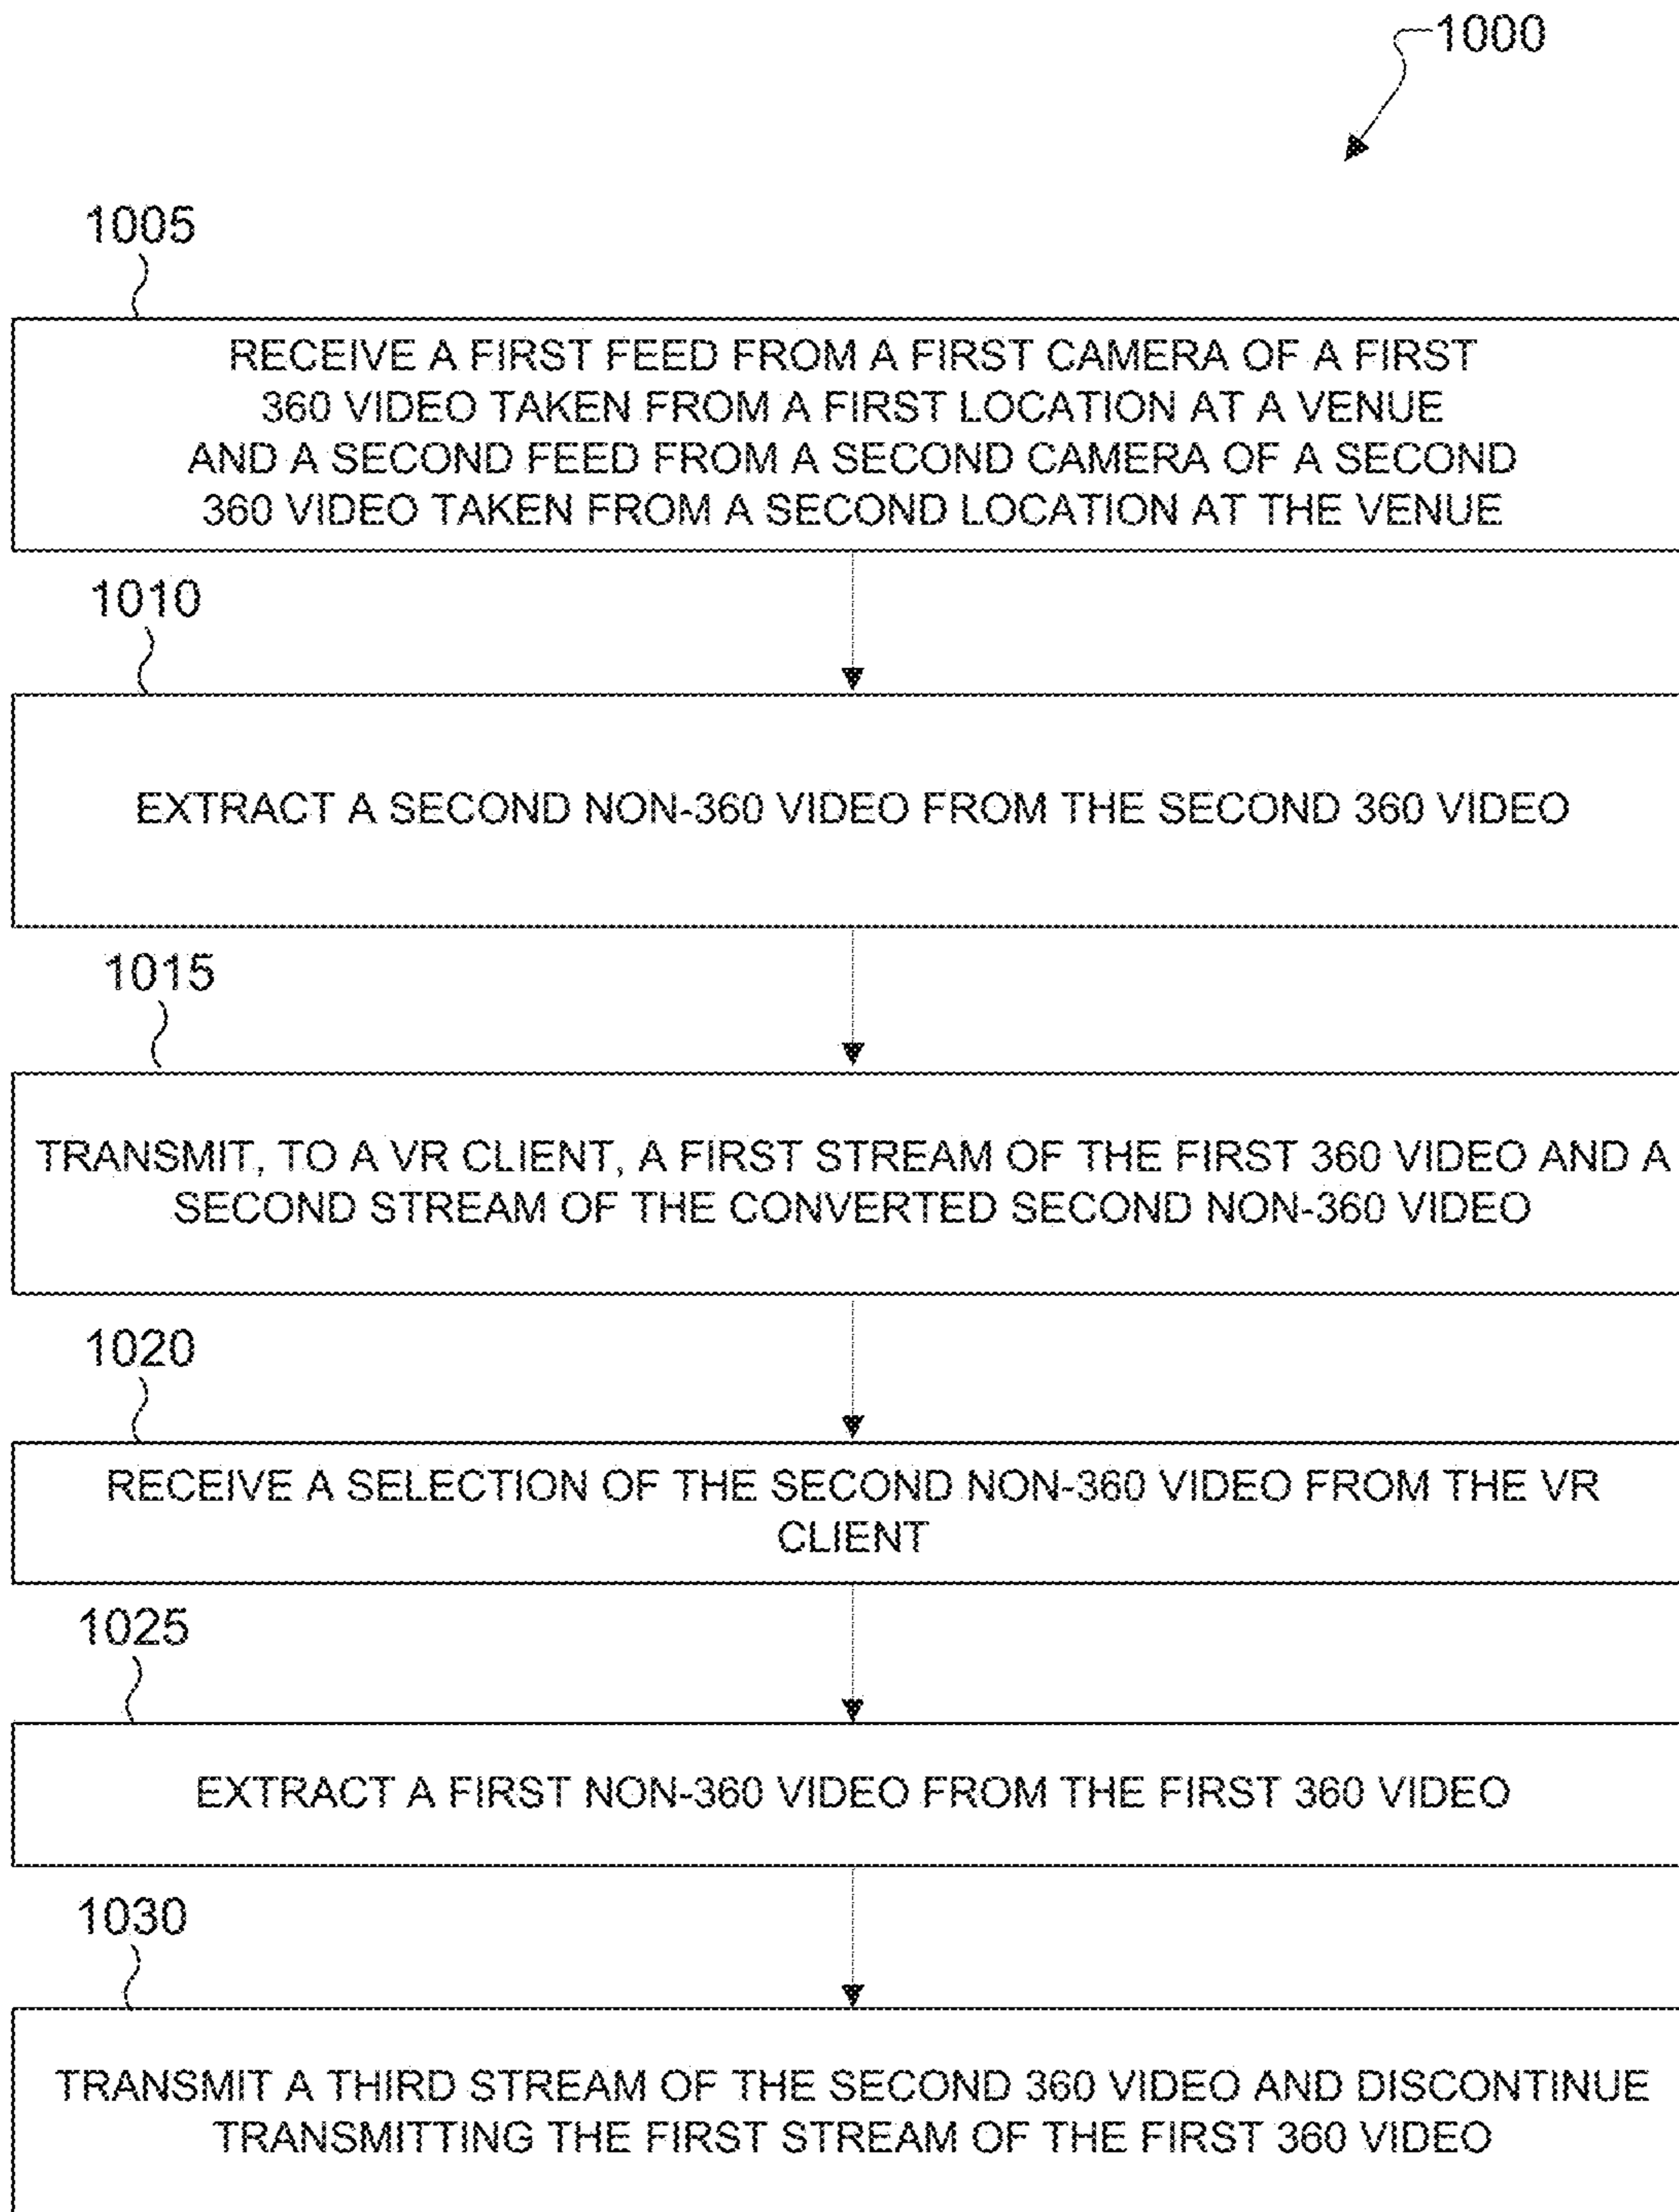 1000
1005
RECEIVE A FIRST FEED FROM A FIRST CAMERA OF A FIRST
360 VIDEO TAKEN FROM A FIRST LOCATION AT A VENUE
AND A SECOND FEED FROM A SECOND CAMERA OF A SECOND
360 VIDEO TAKEN FROM A SECOND LOCATION AT THE VENUE
1010
EXTRACT A SECOND NON-360 VIDEO FROM THE SECOND 360 VIDEO
1015
TRANSMIT, TO A VR CLIENT, A FIRST STREAM OF THE FIRST 360 VIDEO AND A
SECOND STREAM OF THE CONVERTED SECOND NON-360 VIDEO
1020
RECEIVE A SELECTION OF THE SECOND NON-360 VIDEO FROM THE VR
CLIENT
1025
EXTRACT A FIRST NON-360 VIDEO FROM THE FIRST 360 VIDEO
1030
TRANSMIT A THIRD STREAM OF THE SECOND 360 VIDEO AND DISCONTINUE
TRANSMITTING THE FIRST STREAM OF THE FIRST 360 VIDEO